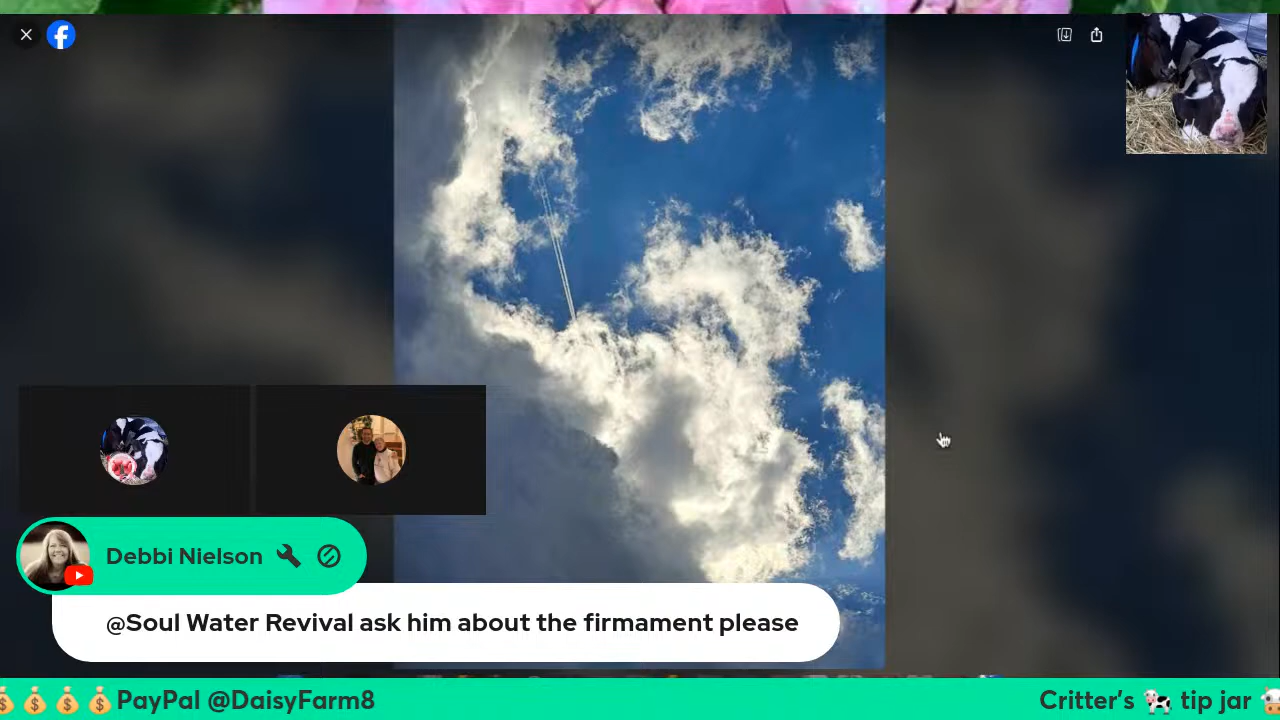 Debbi Nielson
@Soul Water Revival ask him about the firmament please
PayPal @DaisyFarm8
Critter's 🐄 tip jar